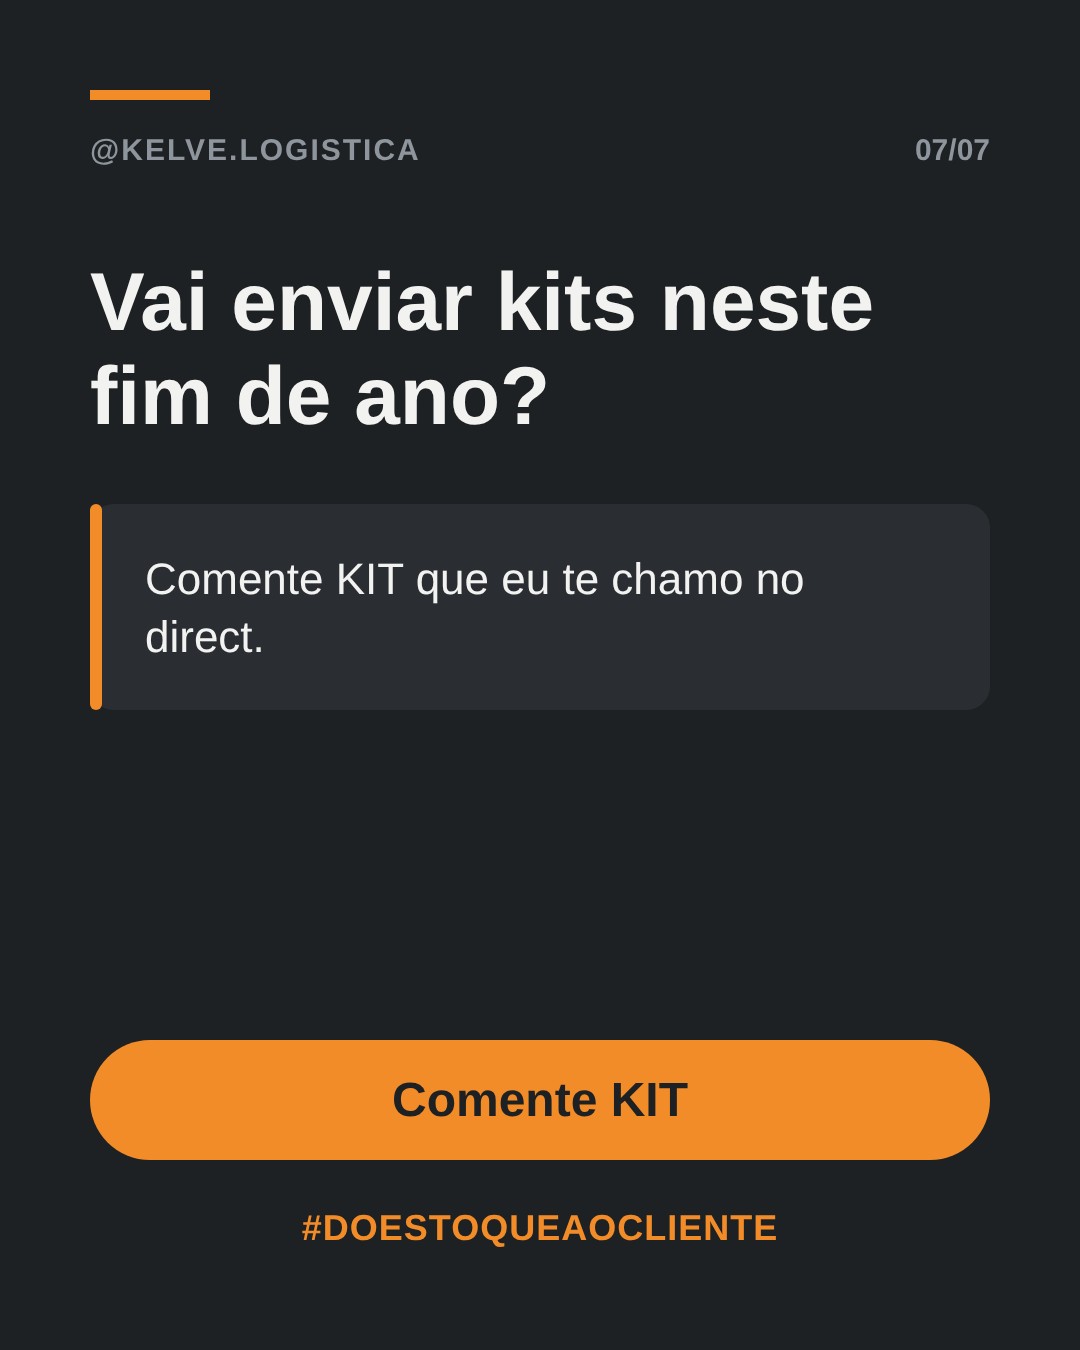 @KELVE.LOGISTICA
07/07
Vai enviar kits neste
fim de ano?
Comente KIT que eu te chamo no
direct.
Comente KIT
#DOESTOQUEAOCLIENTE